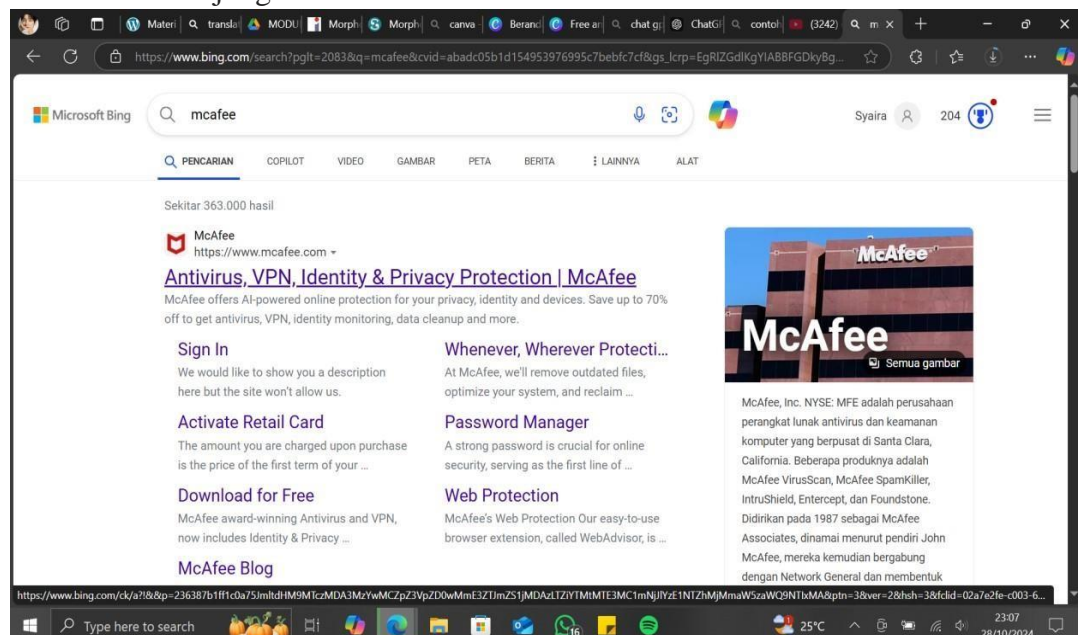 Materi
translat
MODU
Morph
Morph
canva -
Berand
Free ar
chat gp
ChatGI
contoh
(3242)
m
https://www.bing.com/search?pglt=2083&q=mcafee&cvid=abadc05b1d154953976995c7bebfc7cf&gs_lcrp=EgRlZGdlKgYIABBFGDkyBg...
Microsoft Bing
mcafee
Syaira
204
PENCARIAN COPILOT VIDEO GAMBAR PETA BERITA LAINNYA ALAT
Sekitar 363.000 hasil
McAfee
https://www.mcafee.com
Antivirus, VPN, Identity & Privacy Protection | McAfee
McAfee offers AI-powered online protection for your privacy, identity and devices. Save up to 70%
off to get antivirus, VPN, identity monitoring, data cleanup and more.
Sign In
We would like to show you a description
here but the site won't allow us.
Whenever, Wherever Protecti...
At McAfee, we'll remove outdated files,
optimize your system, and reclaim ...
Activate Retail Card
The amount you are charged upon purchase
is the price of the first term of your ...
Password Manager
A strong password is crucial for online
security, serving as the first line of ...
Download for Free
McAfee award-winning Antivirus and VPN,
now includes Identity & Privacy ...
Web Protection
McAfee's Web Protection Our easy-to-use
browser extension, called WebAdvisor, is ...
McAfee Blog
McAfee
McAfee
Semua gambar
McAfee, Inc. NYSE: MFE adalah perusahaan
perangkat lunak antivirus dan keamanan
komputer yang berpusat di Santa Clara,
California. Beberapa produknya adalah
McAfee VirusScan, McAfee SpamKiller,
IntruShield, Entercept, dan Foundstone.
Didirikan pada 1987 sebagai McAfee
Associates, dinamai menurut pendiri John
McAfee, mereka kemudian bergabung
dengan Network General dan membentuk
Type here to search
16
25°C
23:07
28/10/2024